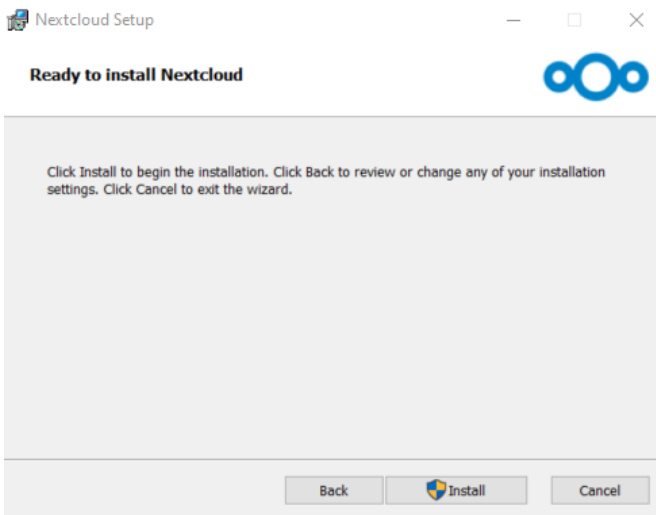 Nextcloud Setup
Ready to install Nextcloud
Click Install to begin the installation. Click Back to review or change any of your installation
settings. Click Cancel to exit the wizard.
Back
Install
Cancel